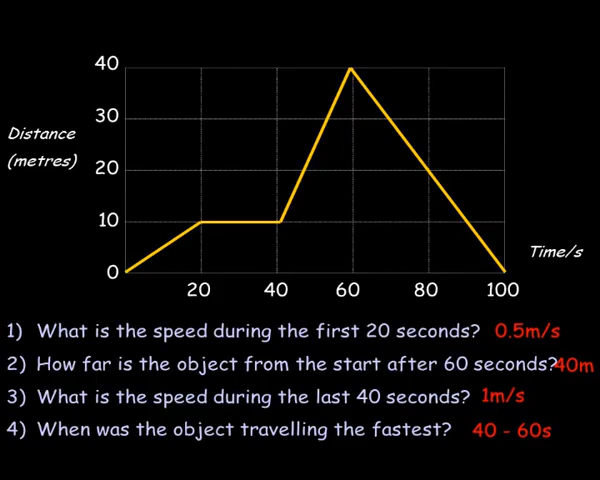 40
30
Distance
(metres)
20
10
0
Time/s
20 40 60 80 100
1) What is the speed during the first 20 seconds? 0.5m/s
2) How far is the object from the start after 60 seconds? 40m
3) What is the speed during the last 40 seconds? 1m/s
4) When was the object travelling the fastest? 40 - 60s